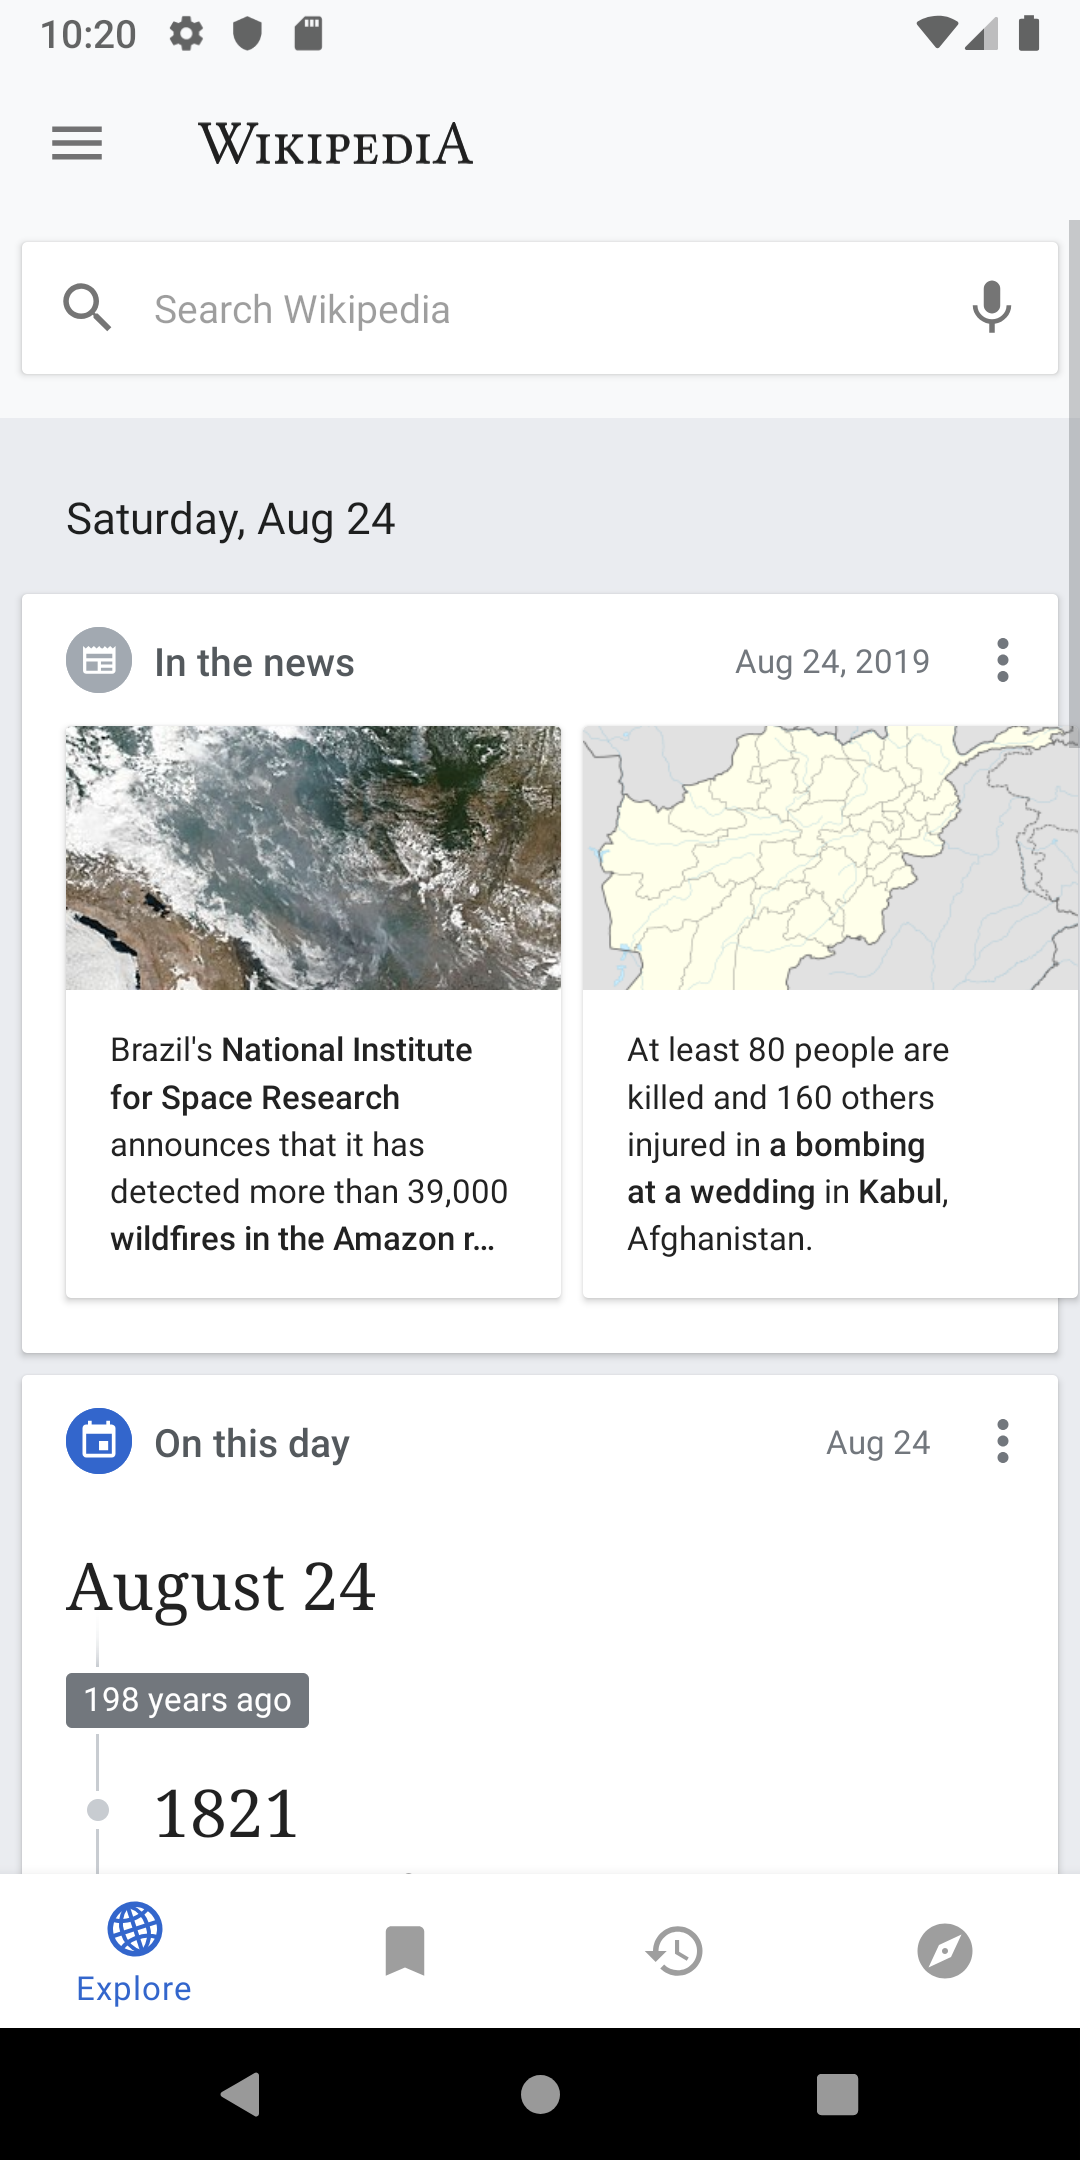 10:20
WIKIPEDIA
Search Wikipedia
Saturday, Aug 24
In the news
Aug 24, 2019
Brazil's National Institute
for Space Research
announces that it has
detected more than 39,000
wildfires in the Amazon r...
At least 80 people are
killed and 160 others
injured in a bombing
at a wedding in Kabul,
Afghanistan.
On this day
Aug 24
August 24
198 years ago
1821
Explore